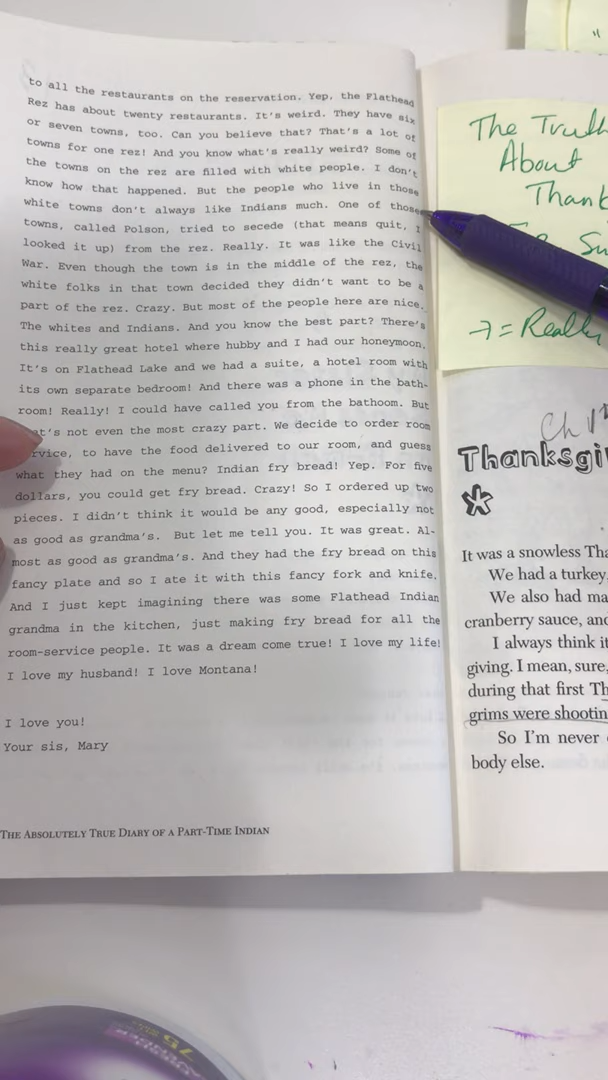 to all the restaurants on the reservation. Yep, the Flathead
Rez has about twenty restaurants. It's weird. They have six
or seven towns, too. Can you believe that? That's a lot of
towns for one rez! And you know what's really weird? Some of
the towns on the rez are filled with white people. I don't
know how that happened. But the people who live in those
white towns don't always like Indians much. One of those
towns, called Polson, tried to secede (that means quit, I
looked it up) from the rez. Really. It was like the Civil
War. Even though the town is in the middle of the rez, the
white folks in that town decided they didn't want to be a
part of the rez. Crazy. But most of the people here are nice.
The whites and Indians. And you know the best part? There's
this really great hotel where hubby and I had our honeymoon.
It's on Flathead Lake and we had a suite, a hotel room with
its own separate bedroom! And there was a phone in the bath-
room! Really! I could have called you from the bathoom. But
not even the most crazy part. We decide to order room
to have the food delivered to our room, and guess
what they had on the menu? Indian fry bread! Yep. For five
dollars, you could get fry bread. Crazy! So I ordered up two
pieces. I didn't think it would be any good, especially not
as good as grandma's. But let me tell you. It was great. Al-
most as good as grandma's. And they had the fry bread on this
fancy plate and so I ate it with this fancy fork and knife.
And I just kept imagining there was some Flathead Indian
grandma in the kitchen, just making fry bread for all the
room-service people. It was a dream come true! I love my life!
I love my husband! I love Montana!
I love you!
Your sis, Mary
THE ABSOLUTELY TRUE DIARY OF A PART-TIME INDIAN
The Truth
About
Thank
Su
→ = Really
Ch
Thanksgi
It was a snowless Tha
We had a turkey,
We also had ma
cranberry sauce, and
I always think it
giving. I mean, sure,
during that first Th
grims were shootin
So I'm never
body else.
75